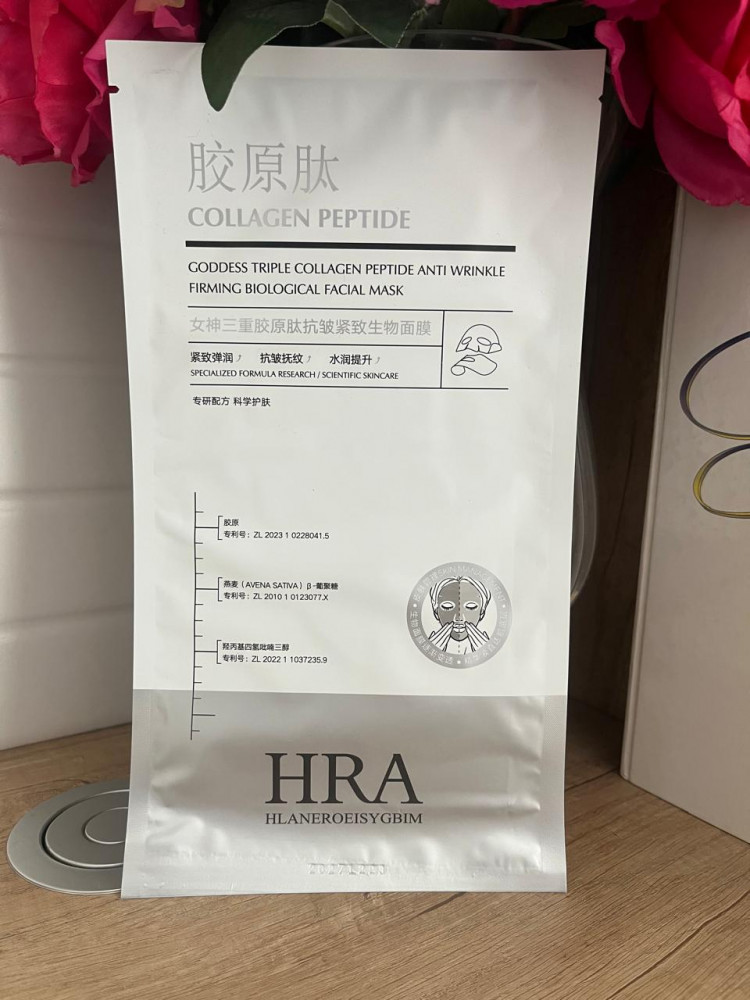 胶原肽
COLLAGEN PEPTIDE
GODDESS TRIPLE COLLAGEN PEPTIDE ANTI WRINKLE
FIRMING BIOLOGICAL FACIAL MASK
女神三重胶原肽抗皱紧致生物面膜
紧致弹润 抗皱抚纹 水润提升
SPECIALIZED FORMULA RESEARCH / SCIENTIFIC SKINCARE
专研配方 科学护肤
胶原
专利号：ZL 2023 1 0228041.5
燕麦（AVENA SATIVA）β-葡聚糖
专利号：ZL 2010 1 0123077.X
羟丙基四氢吡喃三醇
专利号：ZL 2022 1 1037235.9
HRA
HLANEROEISYGBIM